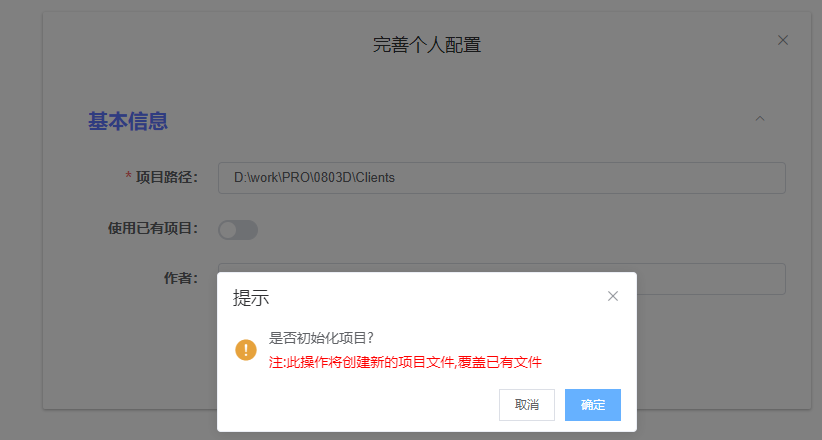 完善个人配置
基本信息
* 项目路径:
D:\work\PRO\0803D\Clients
使用已有项目:
作者:
提示
是否初始化项目?
注:此操作将创建新的项目文件,覆盖已有文件
取消
确定